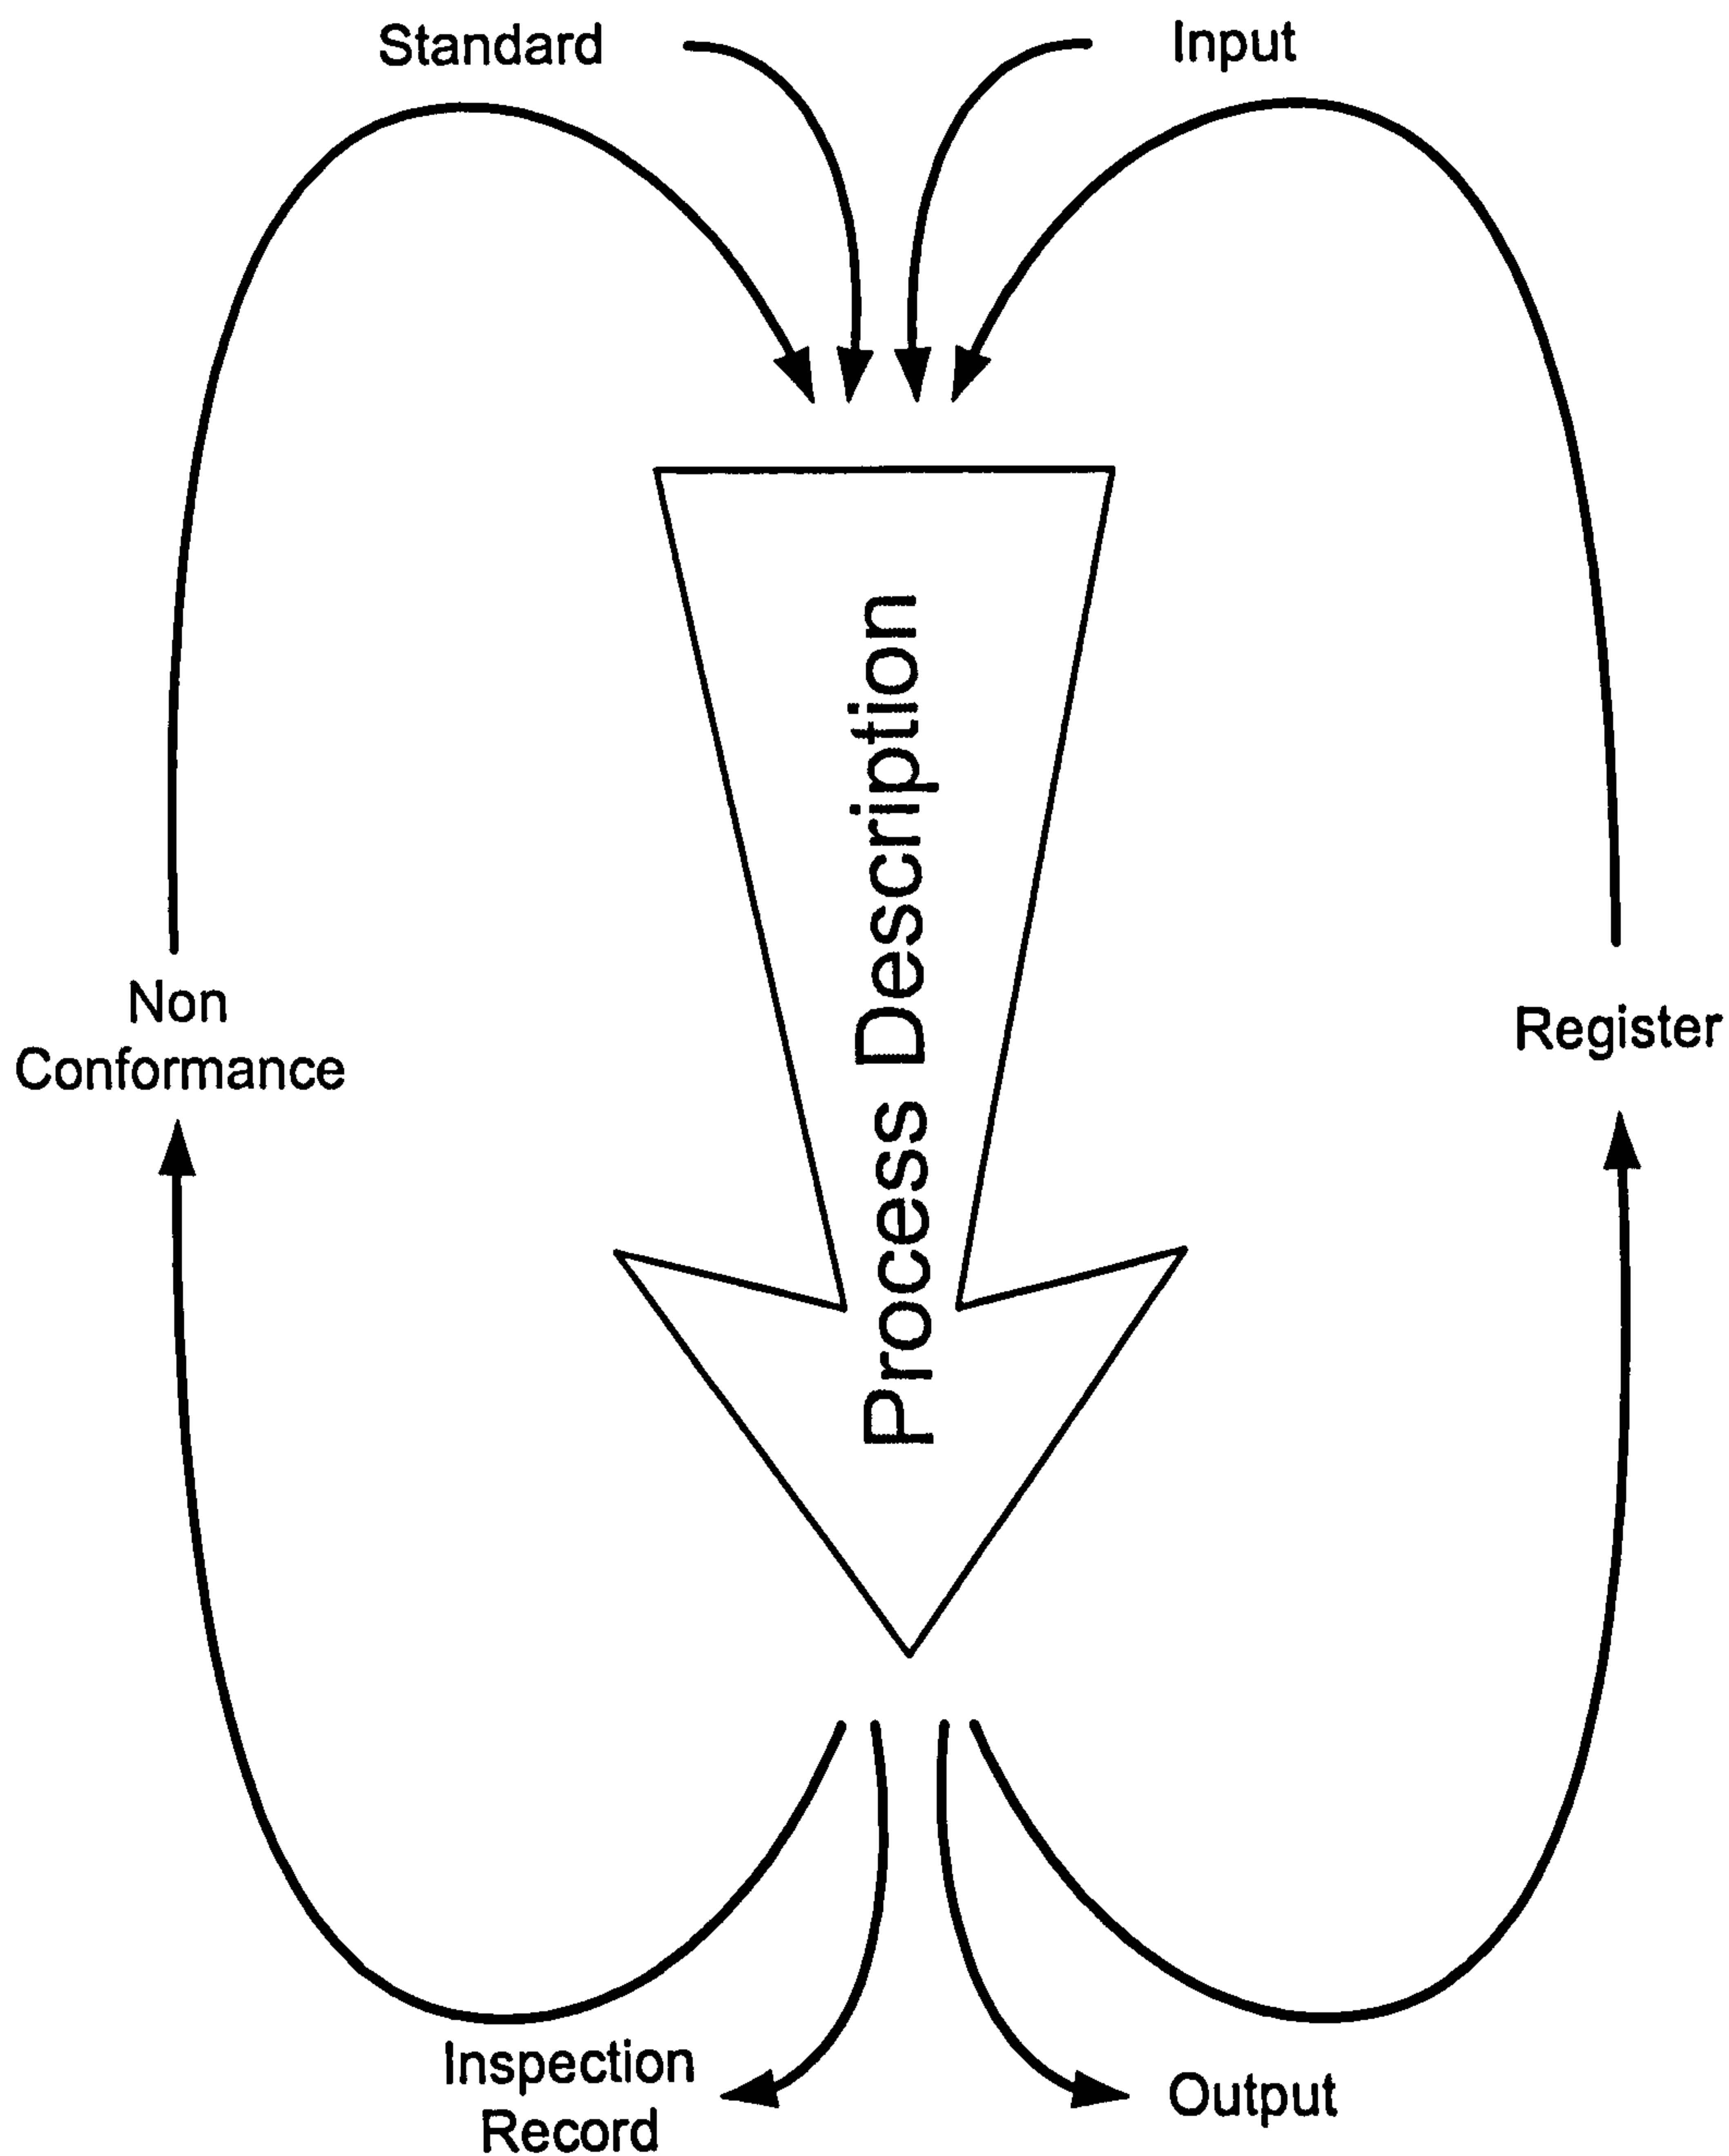 Standard
Input
Process Description
Non
Conformance
Register
Inspection
Record
Output